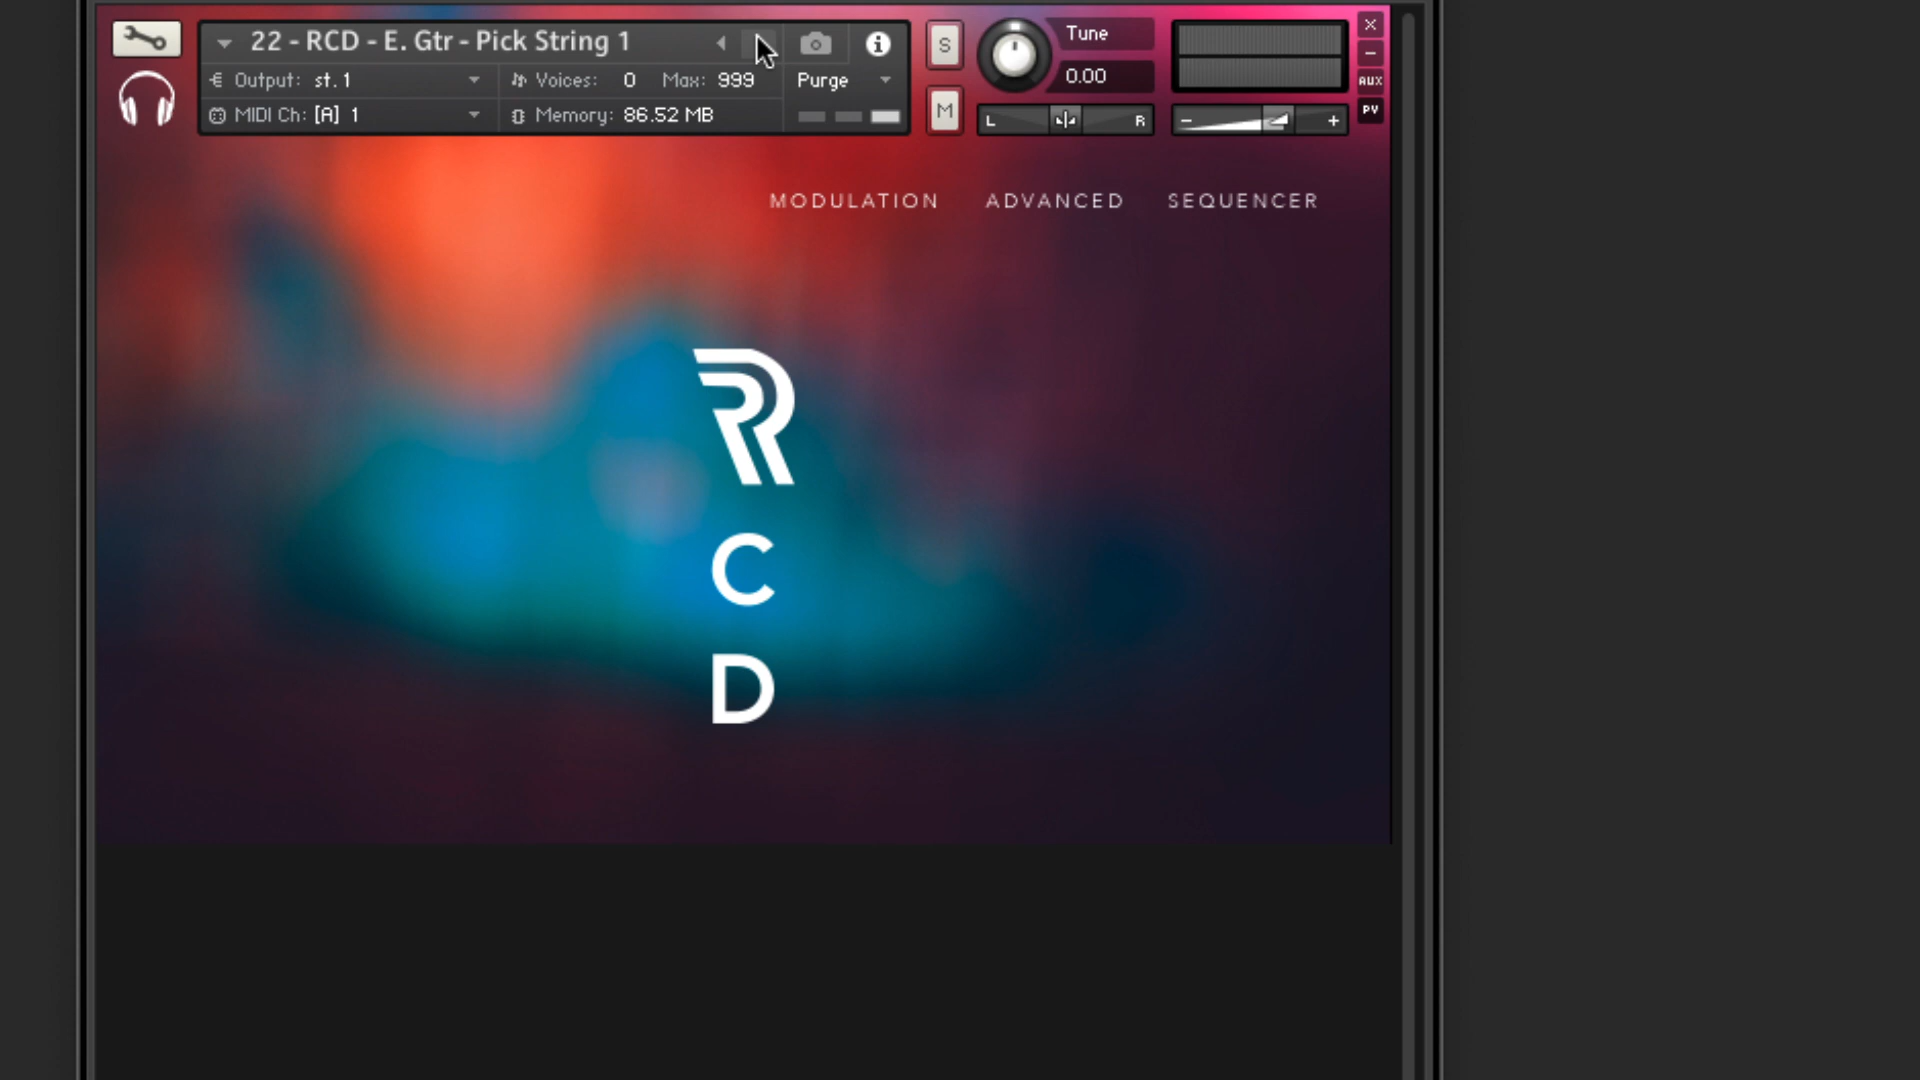 22 - RCD - E. Gtr - Pick String 1
Output: st. 1
Voices: 0 Max: 999
Purge
MIDI Ch: [A] 1
Memory: 86.52 MB
S
M
Tune
0.00
L R
- +
x
-
AUX
PV
MODULATION ADVANCED SEQUENCER
R
C
D